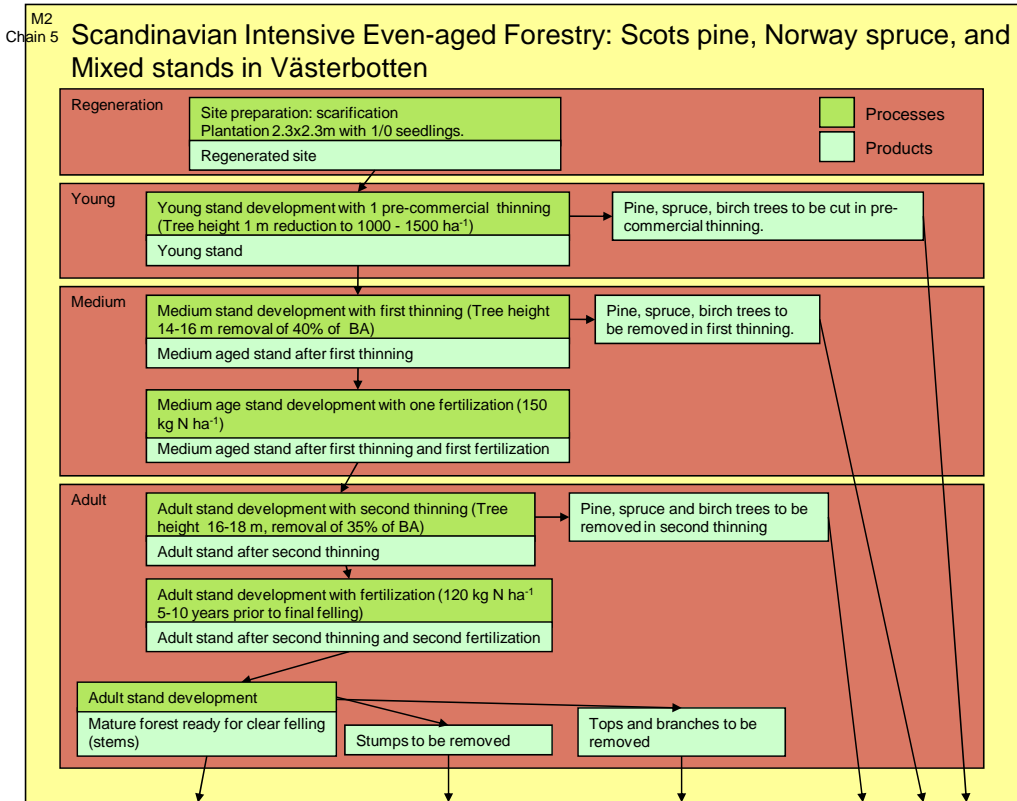 M2
Chain 5
Scandinavian Intensive Even-aged Forestry: Scots pine, Norway spruce, and
Mixed stands in Västerbotten
Regeneration
Site preparation: scarification
Plantation 2.3x2.3m with 1/0 seedlings.
Regenerated site
Processes
Products
Young
Young stand development with 1 pre-commercial thinning
(Tree height 1 m reduction to 1000 - 1500 ha⁻¹)
Young stand
Pine, spruce, birch trees to be cut in pre-
commercial thinning.
Medium
Medium stand development with first thinning (Tree height
14-16 m removal of 40% of BA)
Medium aged stand after first thinning
Pine, spruce, birch trees to
be removed in first thinning.
Medium age stand development with one fertilization (150
kg N ha⁻¹)
Medium aged stand after first thinning and first fertilization
Adult
Adult stand development with second thinning (Tree
height 16-18 m, removal of 35% of BA)
Adult stand after second thinning
Pine, spruce and birch trees to be
removed in second thinning
Adult stand development with fertilization (120 kg N ha⁻¹
5-10 years prior to final felling)
Adult stand after second thinning and second fertilization
Adult stand development
Mature forest ready for clear felling
(stems)
Stumps to be removed
Tops and branches to be
removed